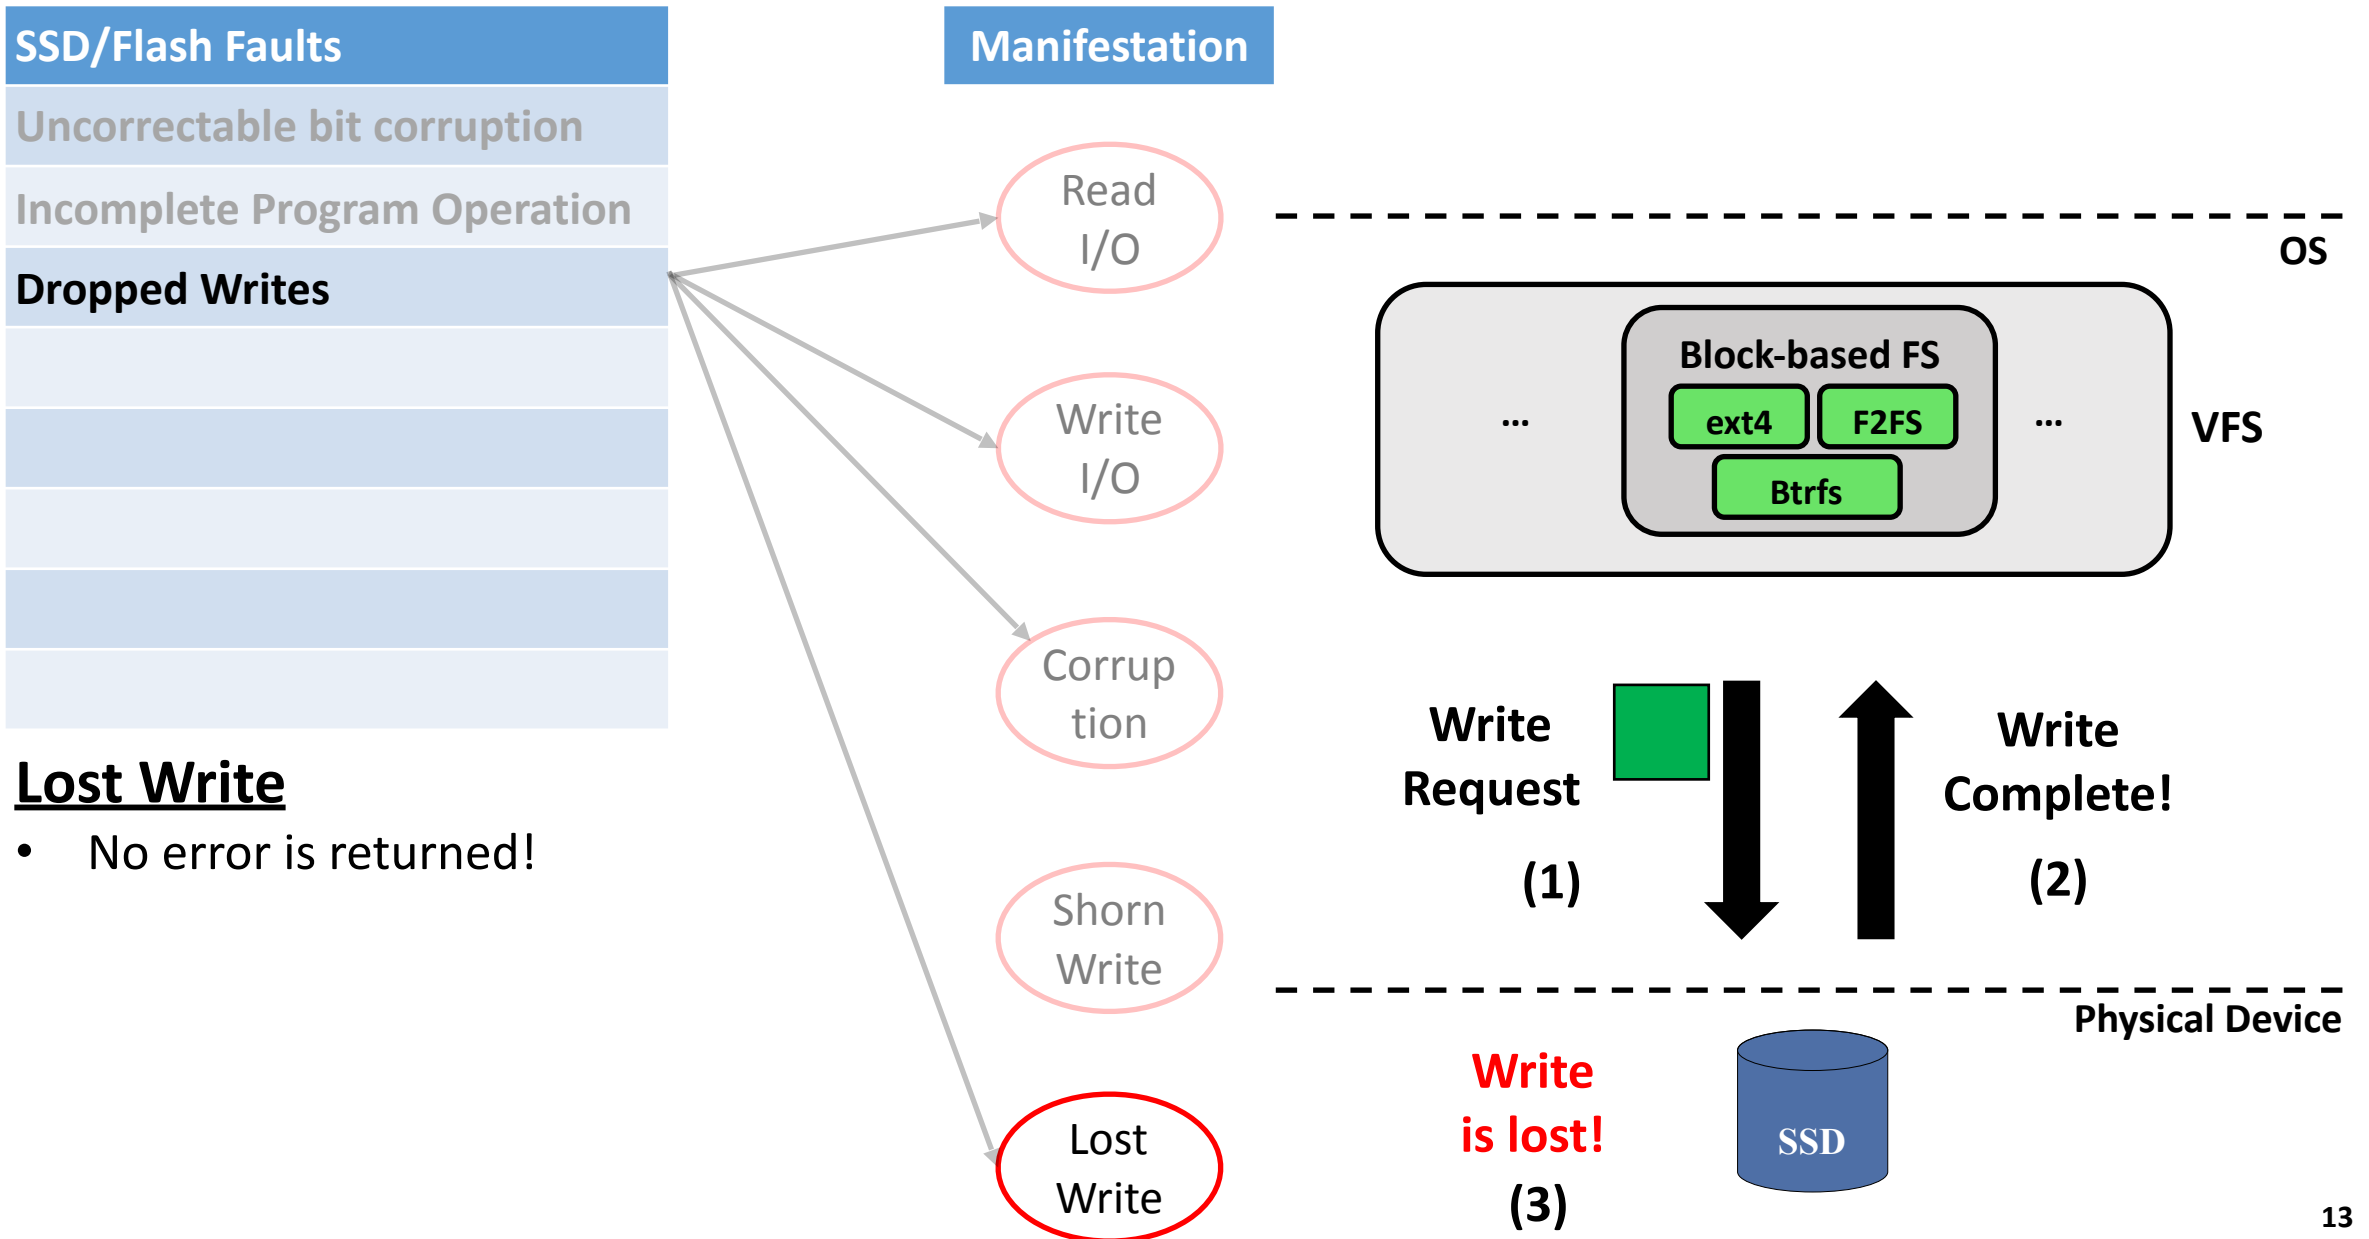 SSD/Flash Faults
Uncorrectable bit corruption
Incomplete Program Operation
Dropped Writes
Lost Write
• No error is returned!
Manifestation
Read
I/O
Write
I/O
Corrup
tion
Shorn
Write
Lost
Write
OS
Block-based FS
ext4
F2FS
Btrfs
...
...
VFS
Write
Request
(1)
Write
Complete!
(2)
Physical Device
Write
is lost!
(3)
SSD
13